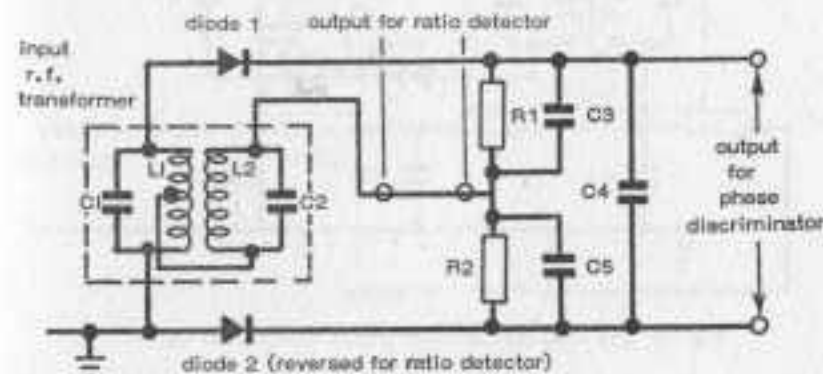 diode 1
output for ratio detector
input
r.f.
transformer
C1
L1
L2
C2
R1
C3
C4
R2
C5
output
for
phase
discriminator
diode 2 (reversed for ratio detector)